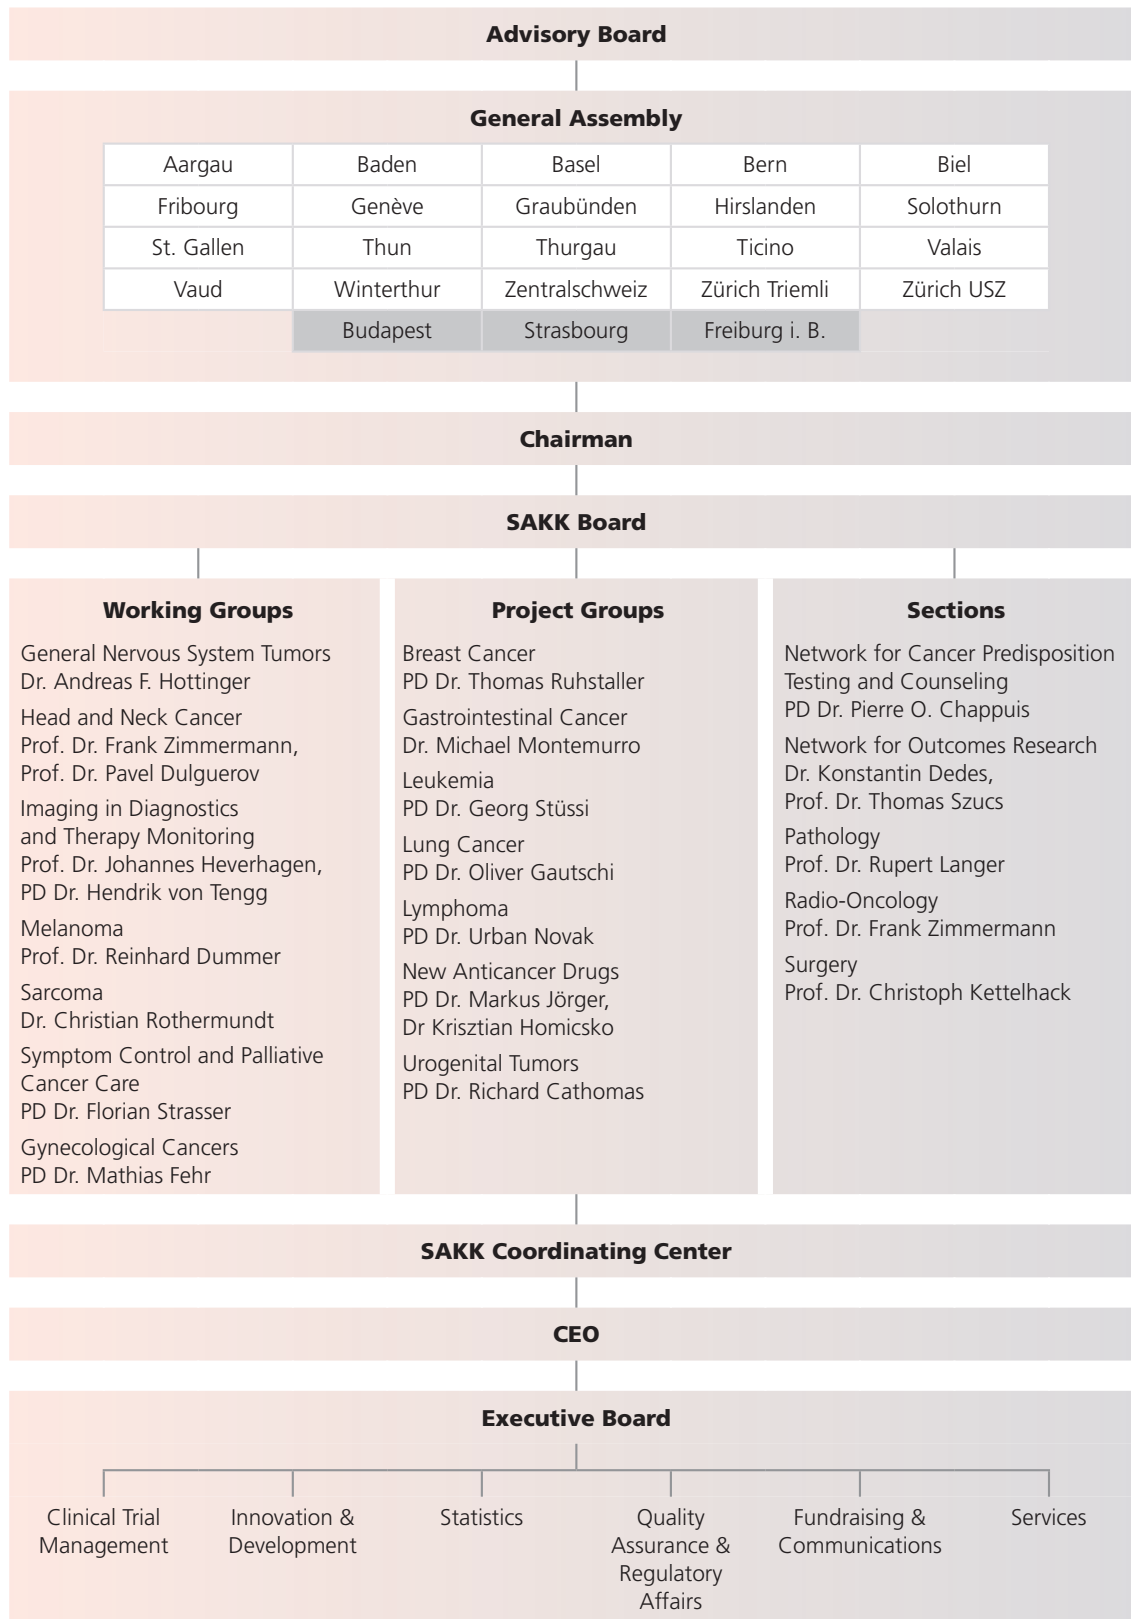 Advisory Board
General Assembly
Aargau Baden Basel Bern Biel
Fribourg Genève Graubünden Hirslanden Solothurn
St. Gallen Thun Thurgau Ticino Valais
Vaud Winterthur Zentralschweiz Zürich Triemli Zürich USZ
Budapest Strasbourg Freiburg i. B.
Chairman
SAKK Board
Working Groups
General Nervous System Tumors
Dr. Andreas F. Hottinger
Head and Neck Cancer
Prof. Dr. Frank Zimmermann,
Prof. Dr. Pavel Dulguerov
Imaging in Diagnostics
and Therapy Monitoring
Prof. Dr. Johannes Heverhagen,
PD Dr. Hendrik von Tengg
Melanoma
Prof. Dr. Reinhard Dummer
Sarcoma
Dr. Christian Rothermundt
Symptom Control and Palliative
Cancer Care
PD Dr. Florian Strasser
Gynecological Cancers
PD Dr. Mathias Fehr
Project Groups
Breast Cancer
PD Dr. Thomas Ruhstaller
Gastrointestinal Cancer
Dr. Michael Montemurro
Leukemia
PD Dr. Georg Stüssi
Lung Cancer
PD Dr. Oliver Gautschi
Lymphoma
PD Dr. Urban Novak
New Anticancer Drugs
PD Dr. Markus Jörger,
Dr Krisztian Homicsko
Urogenital Tumors
PD Dr. Richard Cathomas
Sections
Network for Cancer Predisposition
Testing and Counseling
PD Dr. Pierre O. Chappuis
Network for Outcomes Research
Dr. Konstantin Dedes,
Prof. Dr. Thomas Szucs
Pathology
Prof. Dr. Rupert Langer
Radio-Oncology
Prof. Dr. Frank Zimmermann
Surgery
Prof. Dr. Christoph Kettelhack
SAKK Coordinating Center
CEO
Executive Board
Clinical Trial
Management
Innovation &
Development
Statistics
Quality
Assurance &
Regulatory
Affairs
Fundraising &
Communications
Services